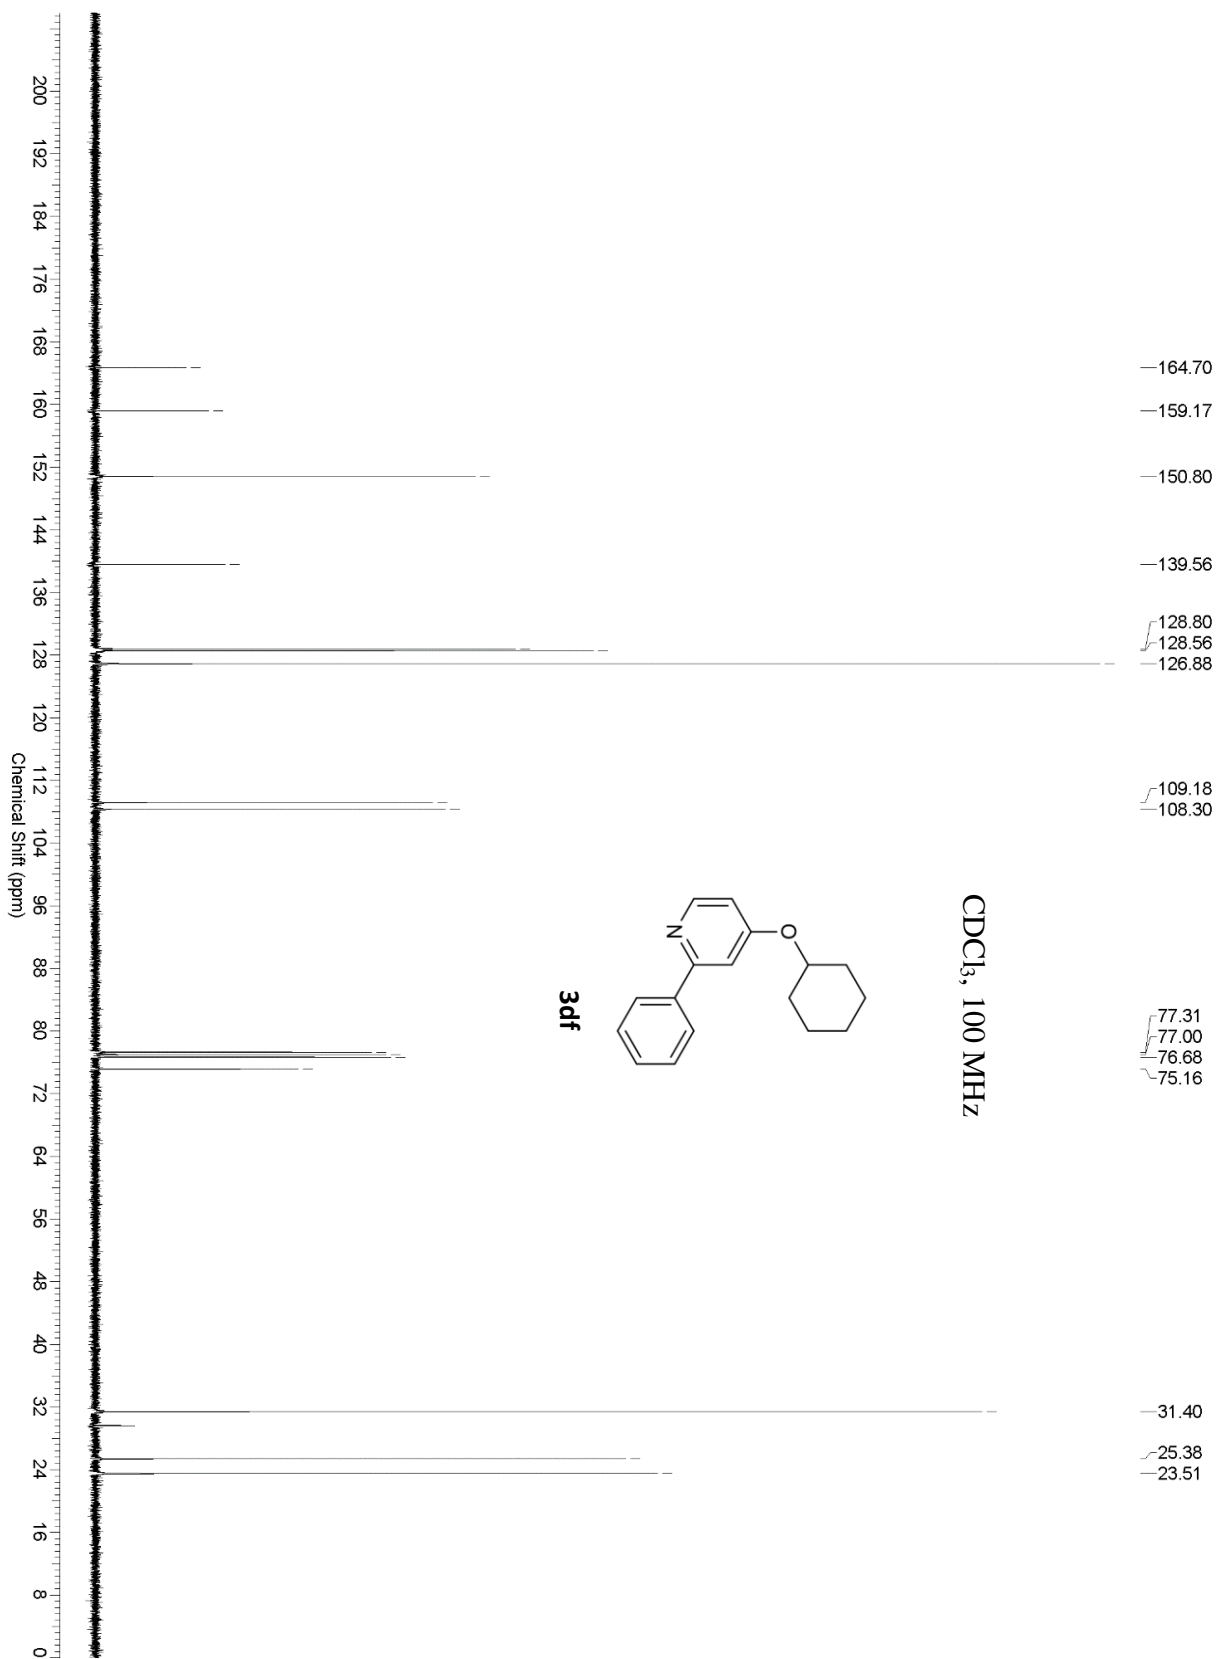 164.70
159.17
150.80
139.56
128.80
128.56
126.88
109.18
108.30
77.31
77.00
76.68
75.16
31.40
25.38
23.51
CDCl₃, 100 MHz
O
N
3df
200 192 184 176 168 160 152 144 136 128 120 112 104 96 88 80 72 64 56 48 40 32 24 16 8 0
Chemical Shift (ppm)